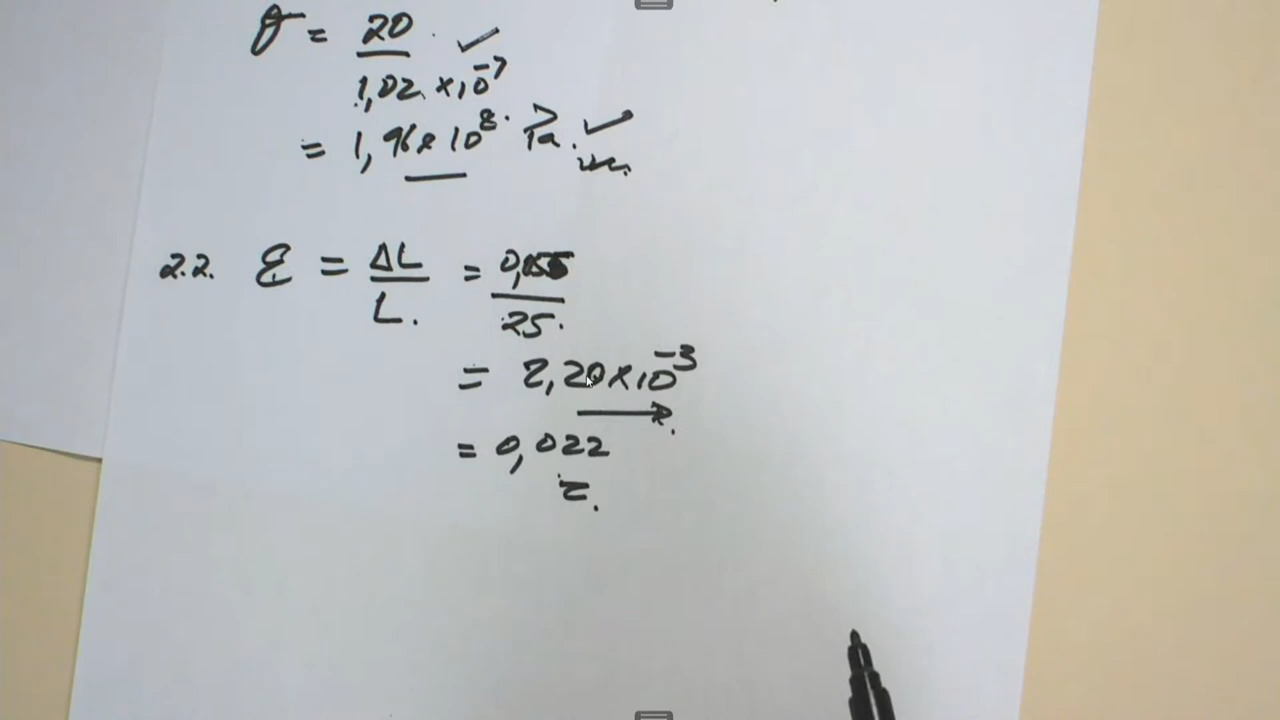 σ = 20
1,02 × 10⁻⁷
= 1,96 × 10⁸ Pa.
2.2. ε = ΔL / L. = 0,055 / 25.
= 2,20 × 10⁻³
= 0,022